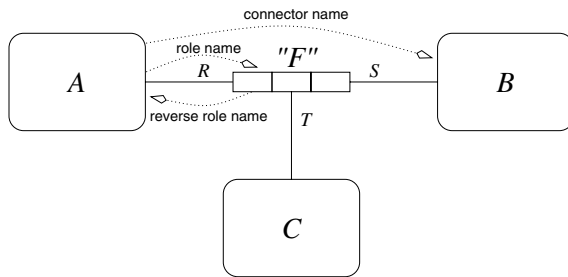 connector name
role name
"F"
A
R
S
B
reverse role name
T
C